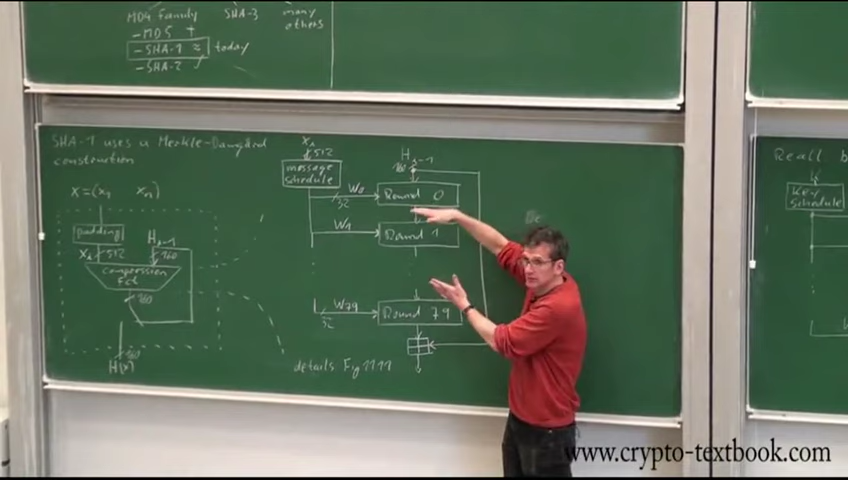 MD4 family
SHA-3
many
others
- MD5 †
- SHA-1 ≈
today
- SHA-2 ✓
SHA-1 uses a Merkle-Damgård
construction
X = (x₁ xₙ)
padding
xᵢ 512
Hᵢ₋₁
160
compression
Fct
160
160
H(x)
xᵢ
512
message
schedule
Hᵢ₋₁
160
W₀
32
Round 0
W₁
Round 1
W₇₉
32
Round 79
details Fig 11.11
Recall b
Key
schedule
www.crypto-textbook.com